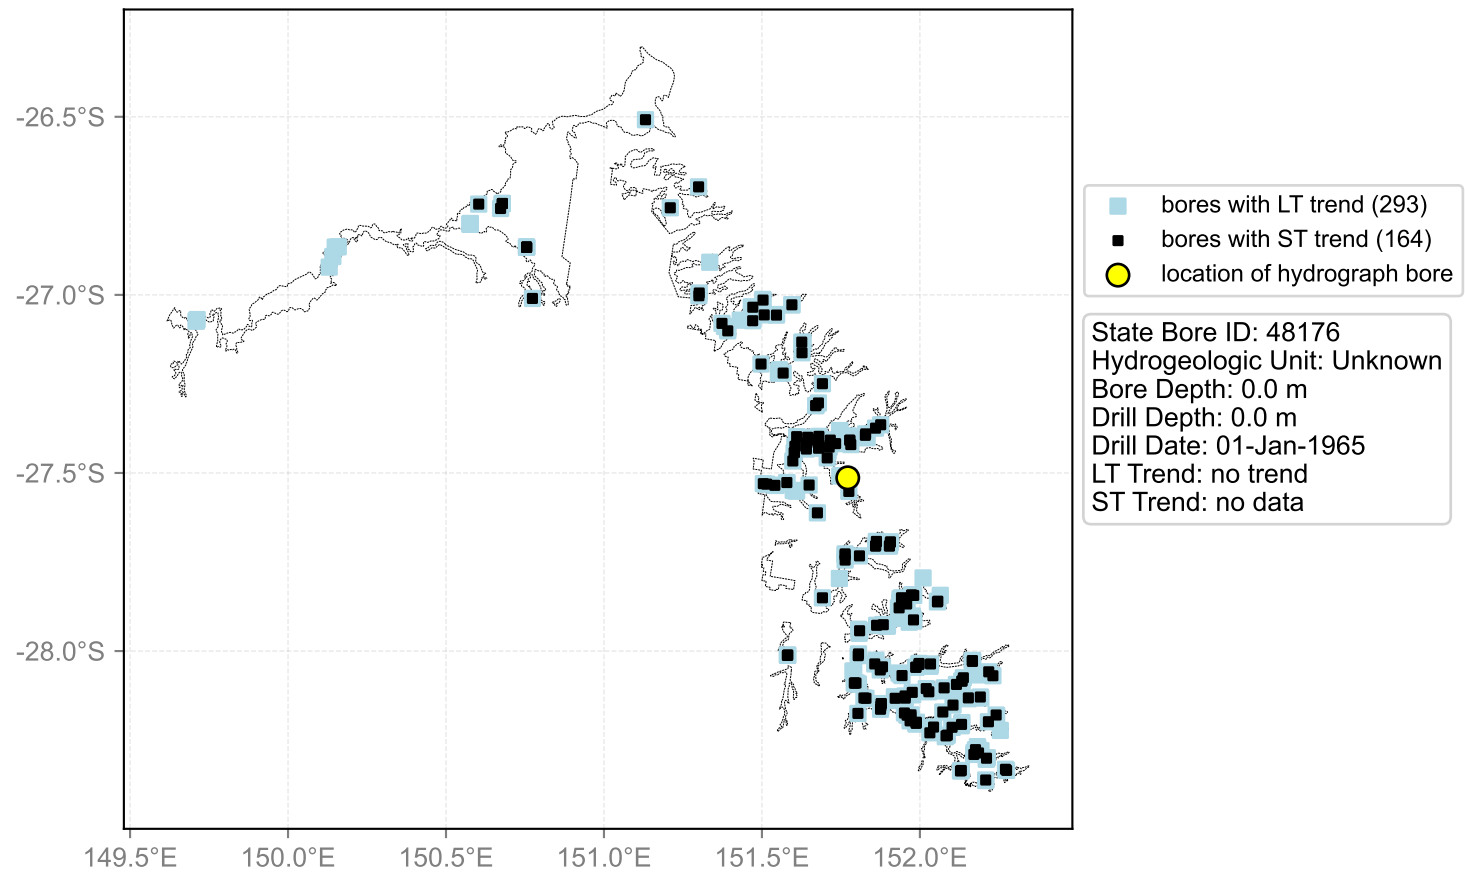 -26.5°S
-27.0°S
-27.5°S
-28.0°S
149.5°E 150.0°E 150.5°E 151.0°E 151.5°E 152.0°E
bores with LT trend (293)
bores with ST trend (164)
location of hydrograph bore
State Bore ID: 48176
Hydrogeologic Unit: Unknown
Bore Depth: 0.0 m
Drill Depth: 0.0 m
Drill Date: 01-Jan-1965
LT Trend: no trend
ST Trend: no data